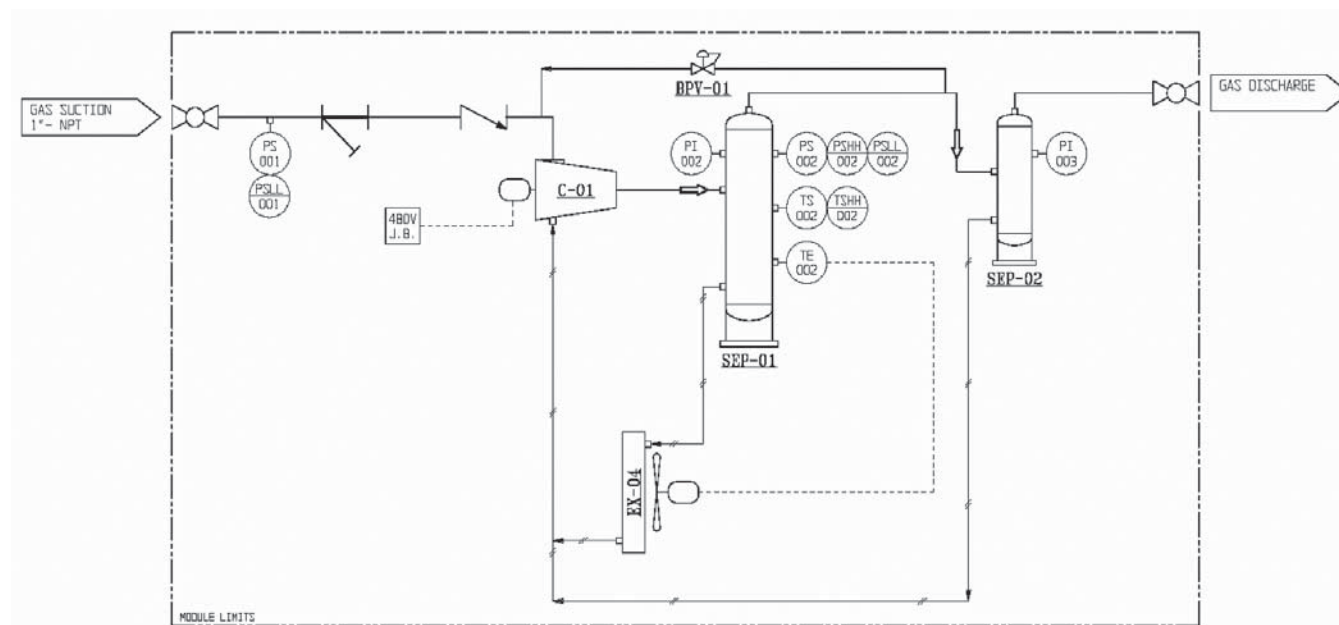 GAS SUCTION
1"- NPT
GAS DISCHARGE
BPV-01
PS
001
PSLL
001
C-01
480V
J.B.
PI
002
PS
002
PSHH
002
PSLL
002
TS
002
TSHH
002
TE
002
PI
003
SEP-01
SEP-02
EX-04
MODULE LIMITS